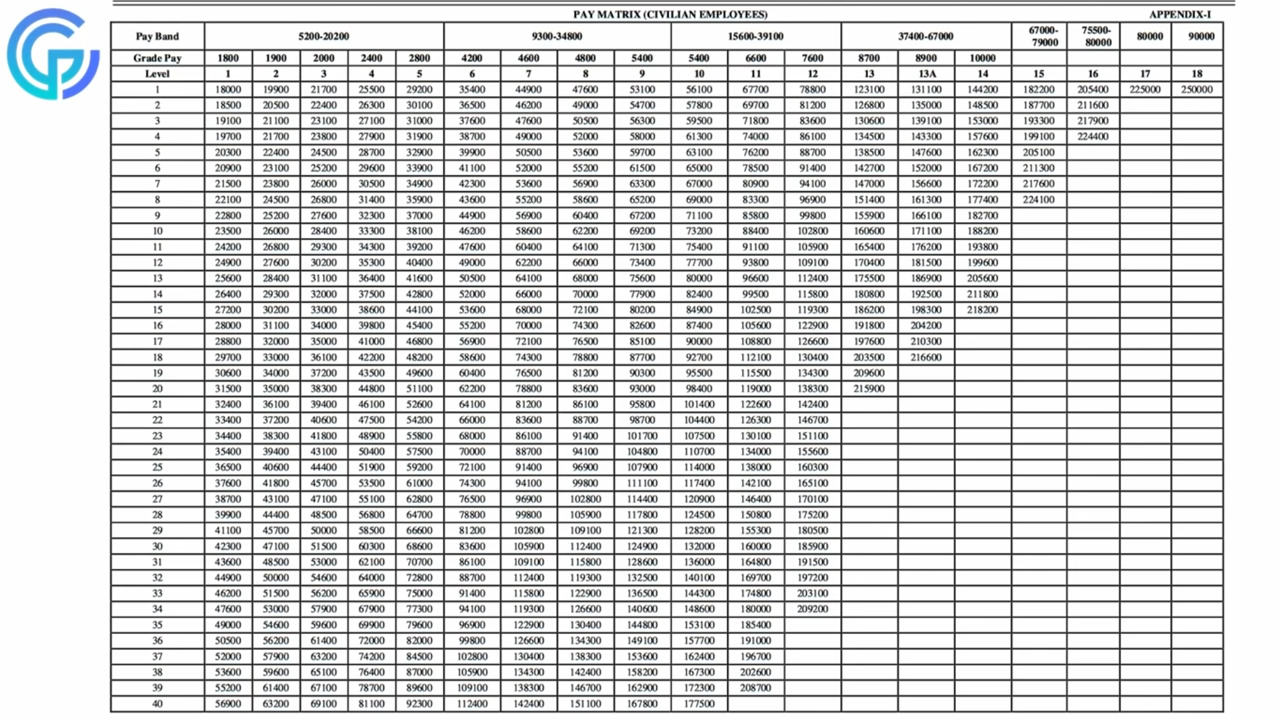 PAY MATRIX (CIVILIAN EMPLOYEES) APPENDIX-I
Pay Band 5200-20200 9300-34800 15600-39100 37400-67000 67000-79000 75500-80000 80000 90000
Grade Pay 1800 1900 2000 2400 2800 4200 4600 4800 5400 5400 6600 7600 8700 8900 10000
Level 1 2 3 4 5 6 7 8 9 10 11 12 13 13A 14 15 16 17 18
1 18000 19900 21700 25500 29200 35400 44900 47600 53100 56100 67700 78800 123100 131100 144200 182200 205400 225000 250000
2 18500 20500 22400 26300 30100 36500 46200 49000 54700 57800 69700 81200 126800 135000 148500 187700 211600
3 19100 21100 23100 27100 31000 37600 47600 50500 56300 59500 71800 83600 130600 139100 153000 193300 217900
4 19700 21700 23800 27900 31900 38700 49000 52000 58000 61300 74000 86100 134500 143300 157600 199100 224400
5 20300 22400 24500 28700 32900 39900 50500 53600 59700 63100 76200 88700 138500 147600 162300 205100
6 20900 23100 25200 29600 33900 41100 52000 55200 61500 65000 78500 91400 142700 152000 167200 211300
7 21500 23800 26000 30500 34900 42300 53600 56900 63300 67000 80900 94100 147000 156600 172200 217600
8 22100 24500 26800 31400 35900 43600 55200 58600 65200 69000 83300 96900 151400 161300 177400 224100
9 22800 25200 27600 32300 37000 44900 56900 60400 67200 71100 85800 99800 155900 166100 182700
10 23500 26000 28400 33300 38100 46200 58600 62200 69200 73200 88400 102800 160600 171100 188200
11 24200 26800 29300 34300 39200 47600 60400 64100 71300 75400 91100 105900 165400 176200 193800
12 24900 27600 30200 35300 40400 49000 62200 66000 73400 77700 93800 109100 170400 181500 199600
13 25600 28400 31100 36400 41600 50500 64100 68000 75600 80000 96600 112400 175500 186900 205600
14 26400 29300 32000 37500 42800 52000 66000 70000 77900 82400 99500 115800 180800 192500 211800
15 27200 30200 33000 38600 44100 53600 68000 72100 80200 84900 102500 119300 186200 198300 218200
16 28000 31100 34000 39800 45400 55200 70000 74300 82600 87400 105600 122900 191800 204200
17 28800 32000 35000 41000 46800 56900 72100 76500 85100 90000 108800 126600 197600 210300
18 29700 33000 36100 42200 48200 58600 74300 78800 87700 92700 112100 130400 203500 216600
19 30600 34000 37200 43500 49600 60400 76500 81200 90300 95500 115500 134300 209600
20 31500 35000 38300 44800 51100 62200 78800 83600 93000 98400 119000 138300 215900
21 32400 36100 39400 46100 52600 64100 81200 86100 95800 101400 122600 142400
22 33400 37200 40600 47500 54200 66000 83600 88700 98700 104400 126300 146700
23 34400 38300 41800 48900 55800 68000 86100 91400 101700 107500 130100 151100
24 35400 39400 43100 50400 57500 70000 88700 94100 104800 110700 134000 155600
25 36500 40600 44400 51900 59200 72100 91400 96900 107900 114000 138000 160300
26 37600 41800 45700 53500 61000 74300 94100 99800 111100 117400 142100 165100
27 38700 43100 47100 55100 62800 76500 96900 102800 114400 120900 146400 170100
28 39900 44400 48500 56800 64700 78800 99800 105900 117800 124500 150800 175200
29 41100 45700 50000 58500 66600 81200 102800 109100 121300 128200 155300 180500
30 42300 47100 51500 60300 68600 83600 105900 112400 124900 132000 160000 185900
31 43600 48500 53000 62100 70700 86100 109100 115800 128600 136000 164800 191500
32 44900 50000 54600 64000 72800 88700 112400 119300 132500 140100 169700 197200
33 46200 51500 56200 65900 75000 91400 115800 122900 136500 144300 174800 203100
34 47600 53000 57900 67900 77300 94100 119300 126600 140600 148600 180000 209200
35 49000 54600 59600 69900 79600 96900 122900 130400 144800 153100 185400
36 50500 56200 61400 72000 82000 99800 126600 134300 149100 157700 191000
37 52000 57900 63200 74200 84500 102800 130400 138300 153600 162400 196700
38 53600 59600 65100 76400 87000 105900 134300 142400 158200 167300 202600
39 55200 61400 67100 78700 89600 109100 138300 146700 162900 172300 208700
40 56900 63200 69100 81100 92300 112400 142400 151100 167800 177500